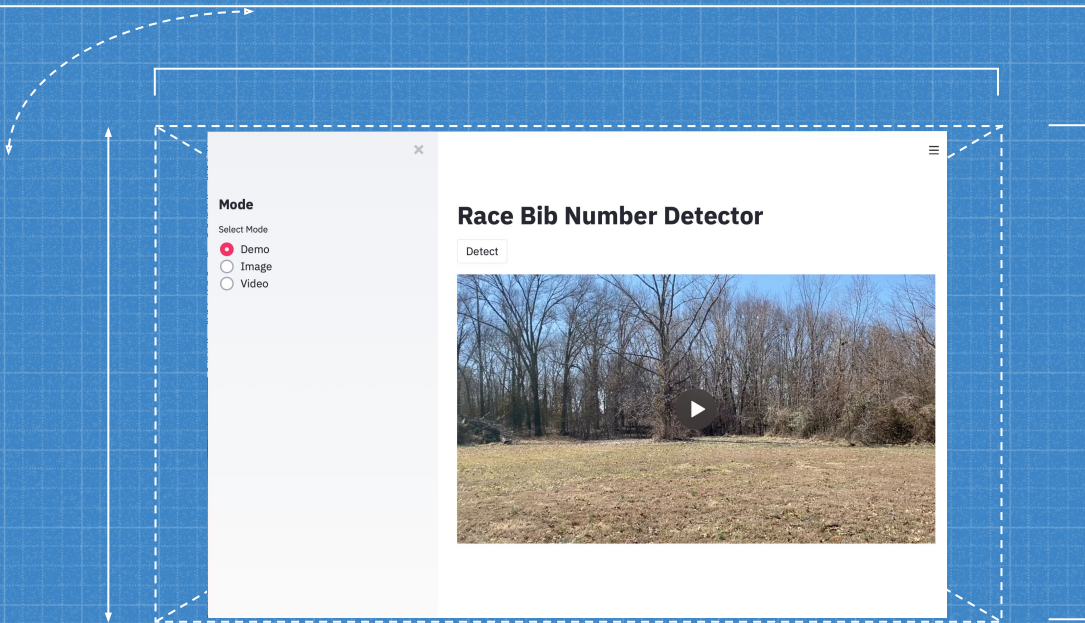 Mode
Select Mode
Demo
Image
Video
Race Bib Number Detector
Detect